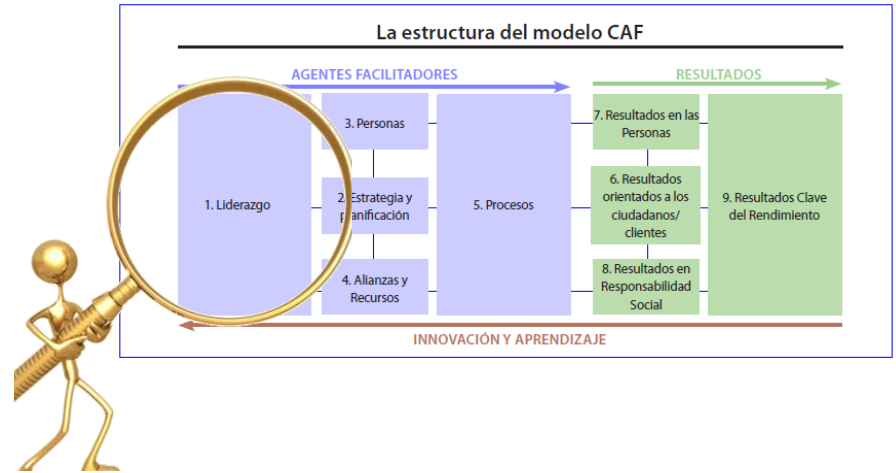 La estructura del modelo CAF
AGENTES FACILITADORES
RESULTADOS
1. Liderazgo
3. Personas
2. Estrategia y
planificación
4. Alianzas y
Recursos
5. Procesos
7. Resultados en las
Personas
6. Resultados
orientados a los
ciudadanos/
clientes
8. Resultados en
Responsabilidad
Social
9. Resultados Clave
del Rendimiento
INNOVACIÓN Y APRENDIZAJE